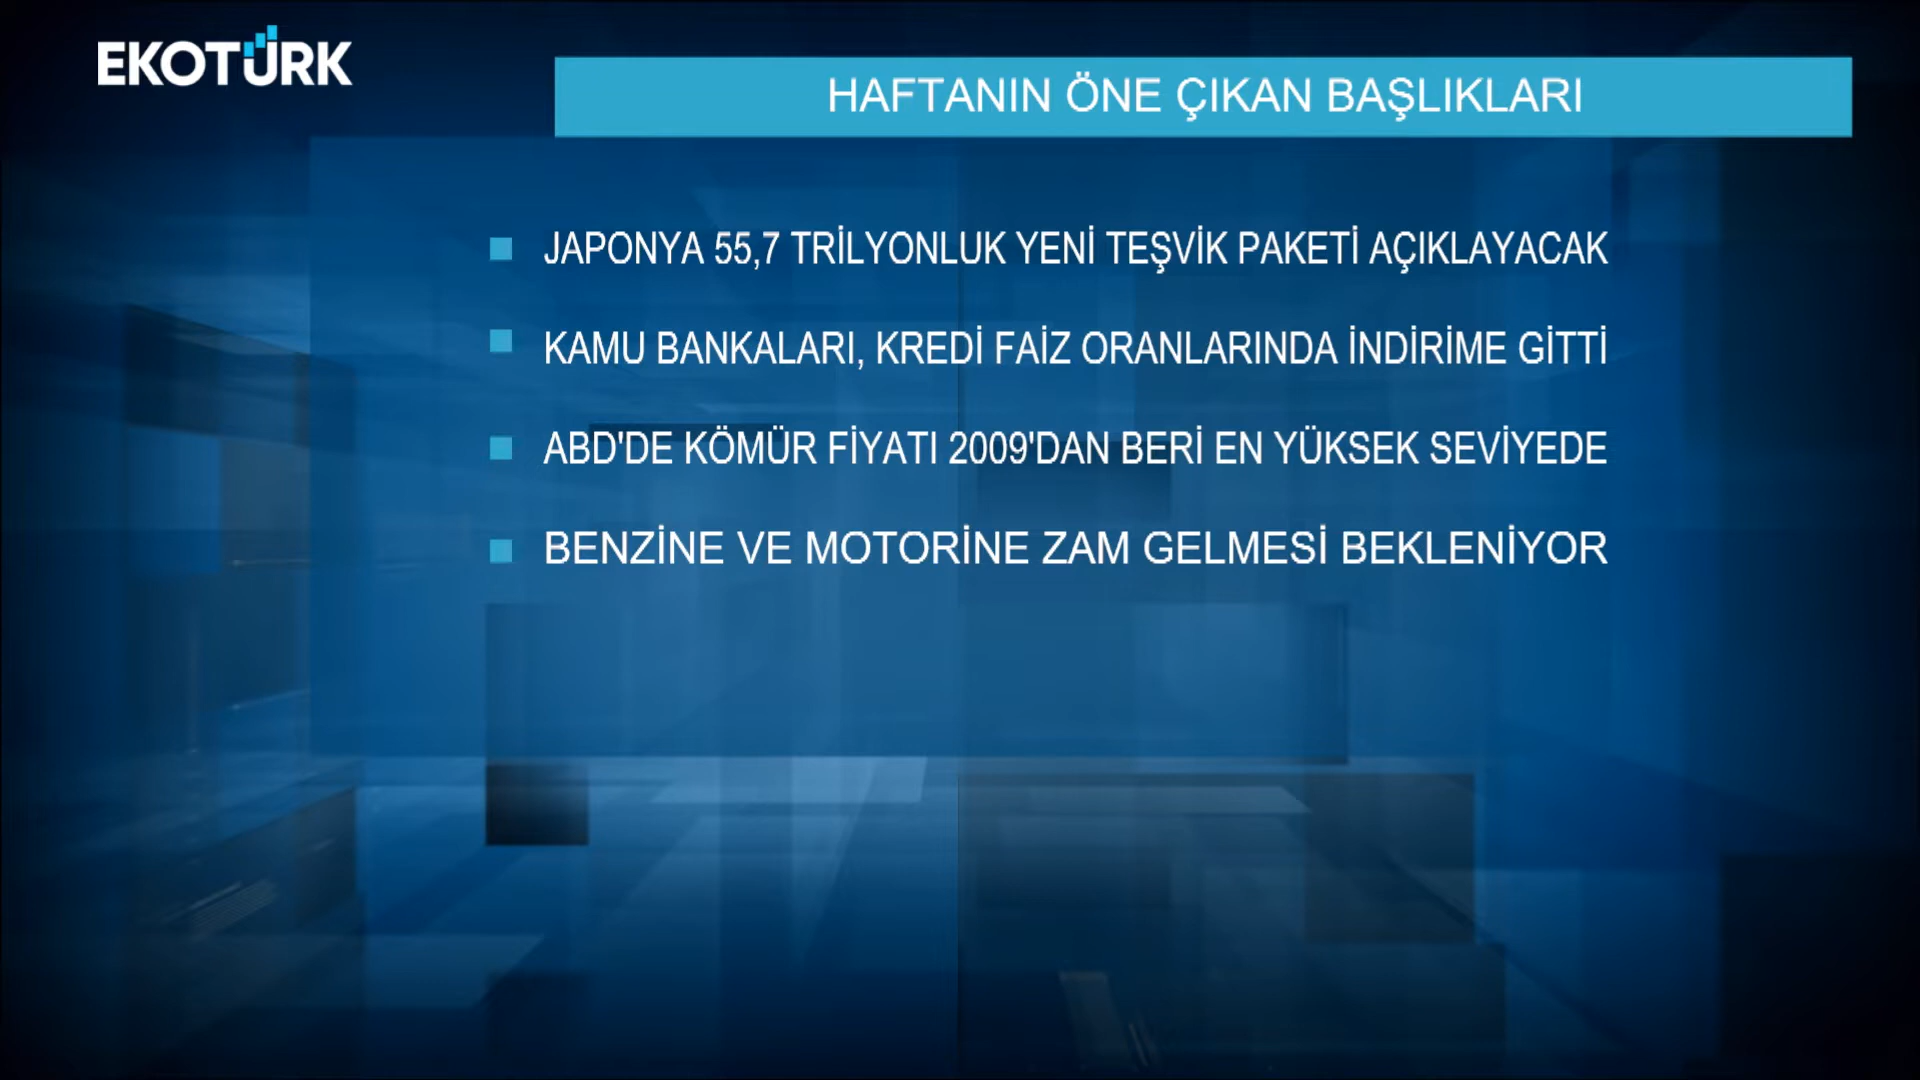 EKOTÜRK
HAFTANIN ÖNE ÇIKAN BAŞLIKLARI
JAPONYA 55,7 TRİLYONLUK YENİ TEŞVİK PAKETİ AÇIKLAYACAK
KAMU BANKALARI, KREDİ FAİZ ORANLARINDA İNDİRİME GİTTİ
ABD'DE KÖMÜR FİYATI 2009'DAN BERİ EN YÜKSEK SEVİYEDE
BENZİNE VE MOTORİNE ZAM GELMESİ BEKLENİYOR